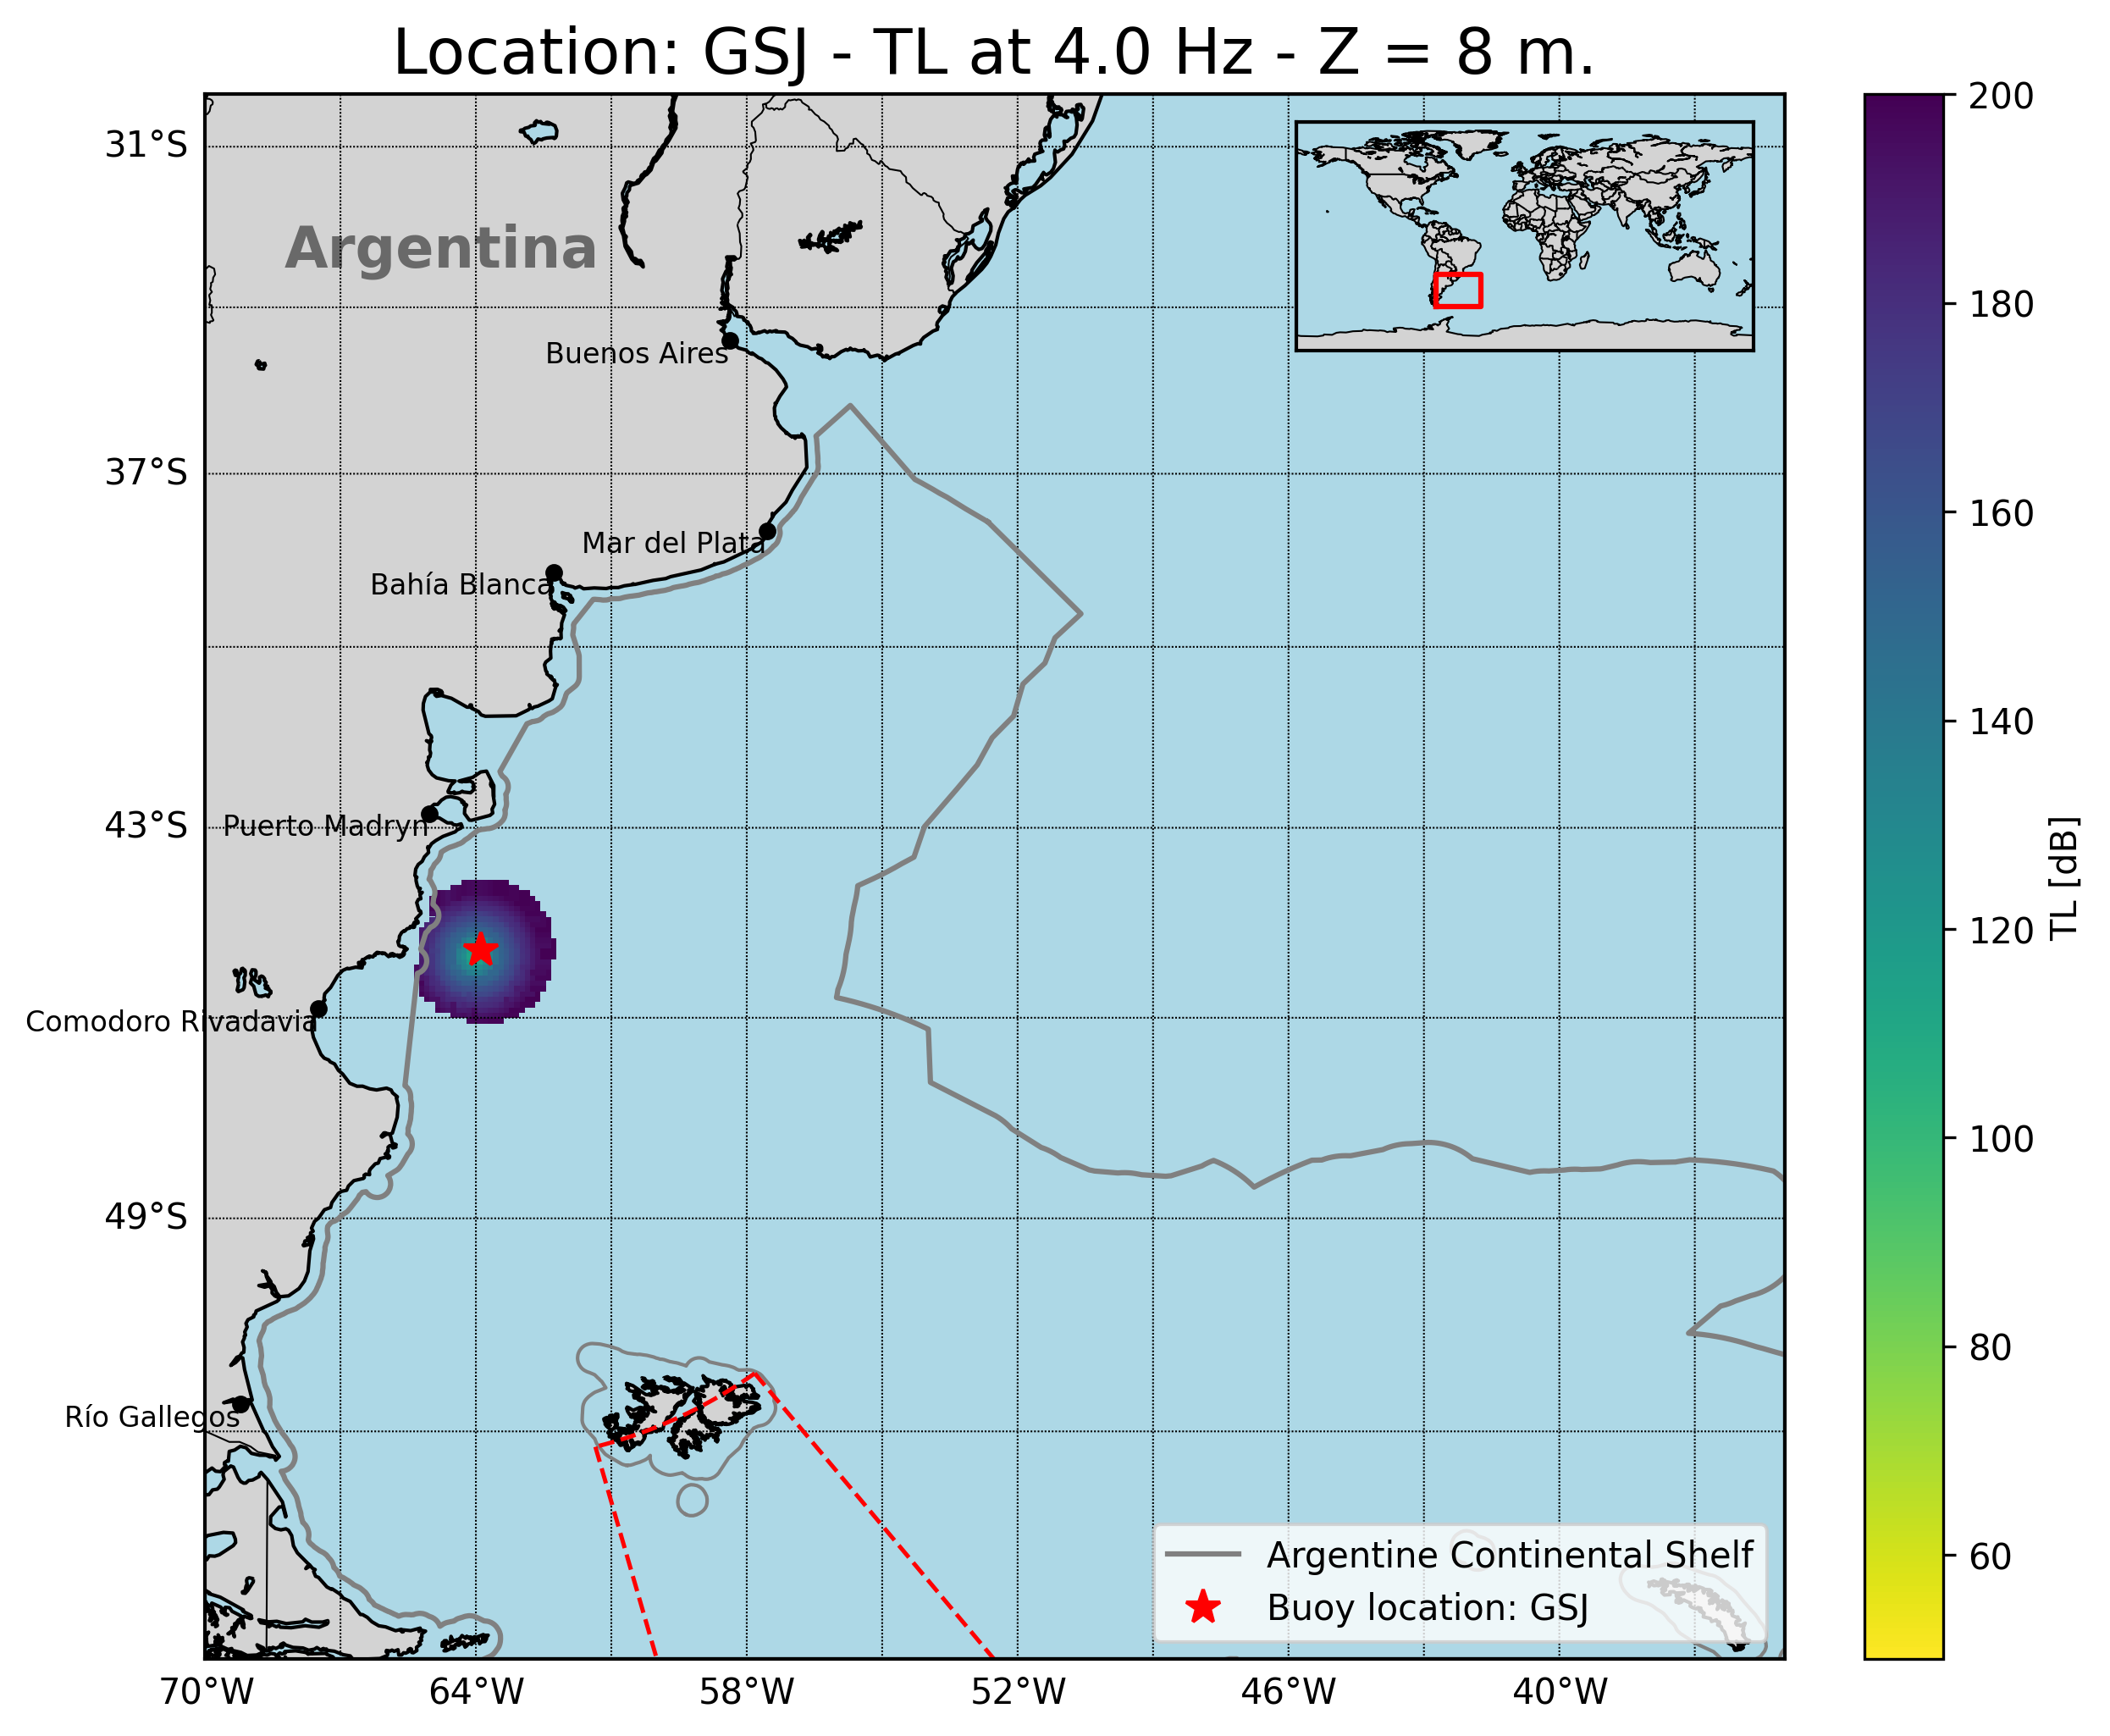 Location: GSJ - TL at 4.0 Hz - Z = 8 m.
31°S
37°S
43°S
49°S
Argentina
Buenos Aires
Mar del Plata
Bahía Blanca
Puerto Madryn
Comodoro Rivadavia
Río Gallegos
Argentine Continental Shelf
Buoy location: GSJ
70°W
64°W
58°W
52°W
46°W
40°W
200
180
160
140
120
100
80
60
TL [dB]